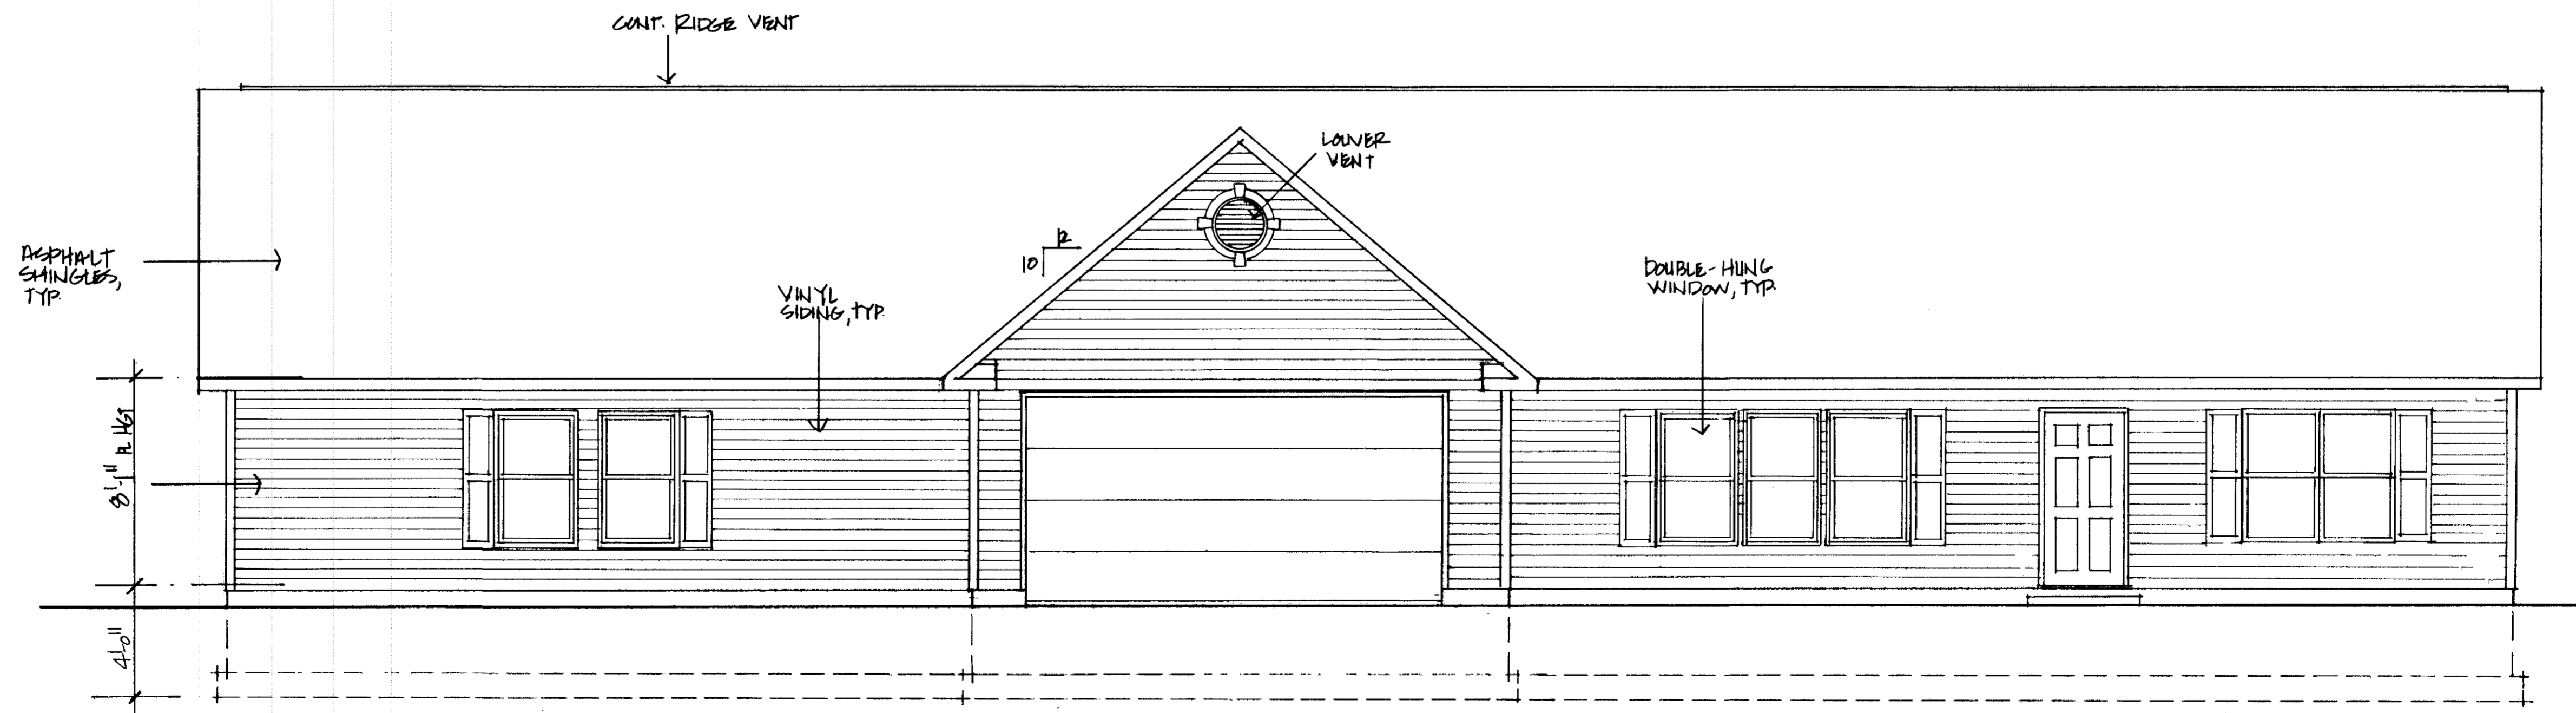 CONT. RIDGE VENT
LOUVER
VENT
12
10
ASPHALT
SHINGLES,
TYP.
VINYL
SIDING, TYP.
DOUBLE-HUNG
WINDOW, TYP.
8'-1" PL HGT
4'-0"